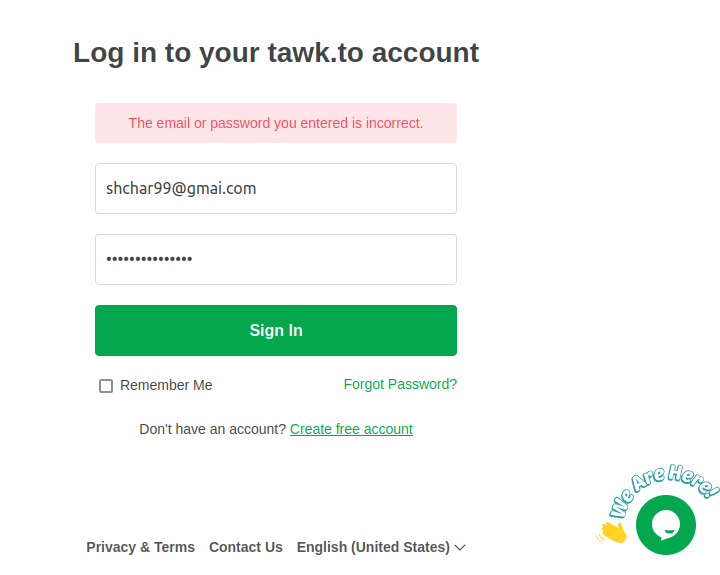 Log in to your tawk.to account
The email or password you entered is incorrect.
shchar99@gmai.com
•••••••••••••••
Sign In
Remember Me
Forgot Password?
Don't have an account? Create free account
We Are Here!
Privacy & Terms Contact Us English (United States)